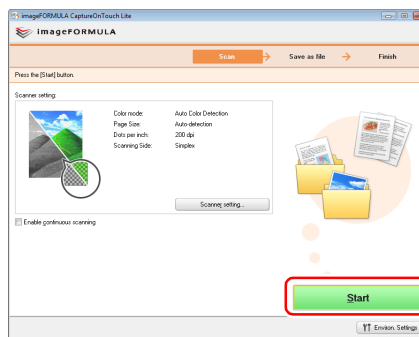 imageFORMULA CaptureOnTouch Lite
imageFORMULA
Scan
Save as file
Finish
Press the [Start] button.
Scanner setting:
Color mode: Auto Color Detection
Page Size: Auto-detection
Dots per inch: 200 dpi
Scanning Side: Simplex
Scanner setting...
Enable continuous scanning
Start
Environ. Settings